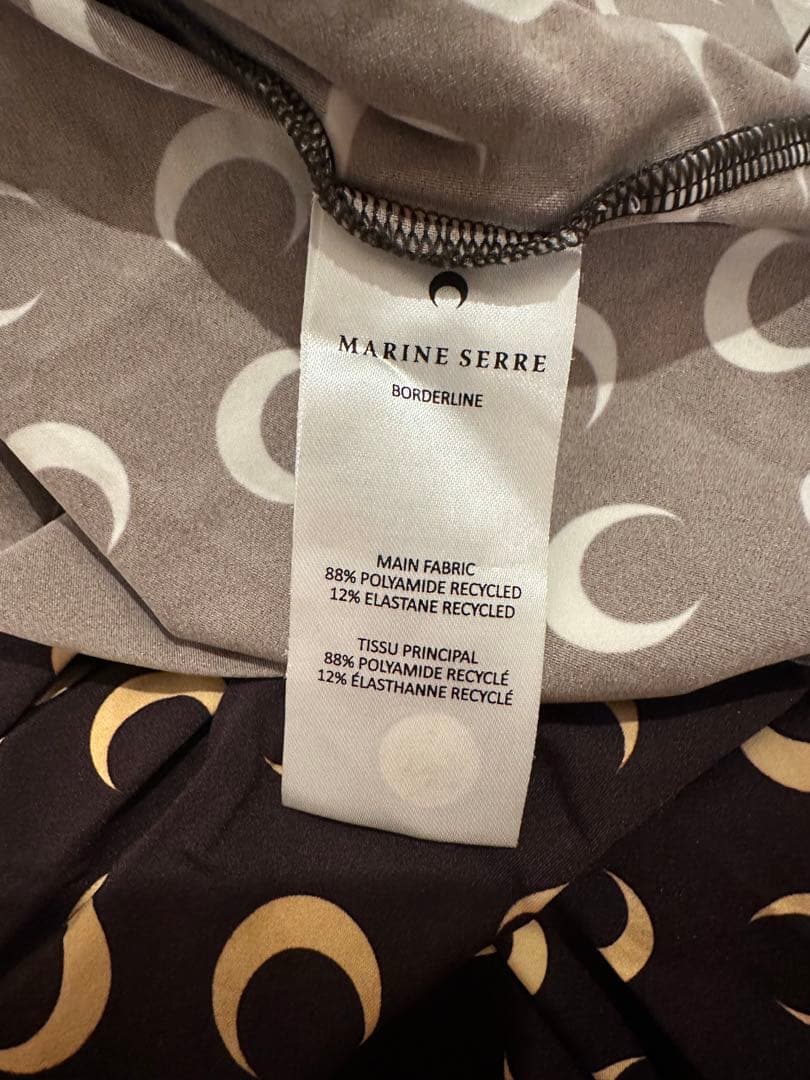 MARINE SERRE
BORDERLINE
MAIN FABRIC
88% POLYAMIDE RECYCLED
12% ELASTANE RECYCLED
TISSU PRINCIPAL
88% POLYAMIDE RECYCLÉ
12% ÉLASTHANNE RECYCLÉ